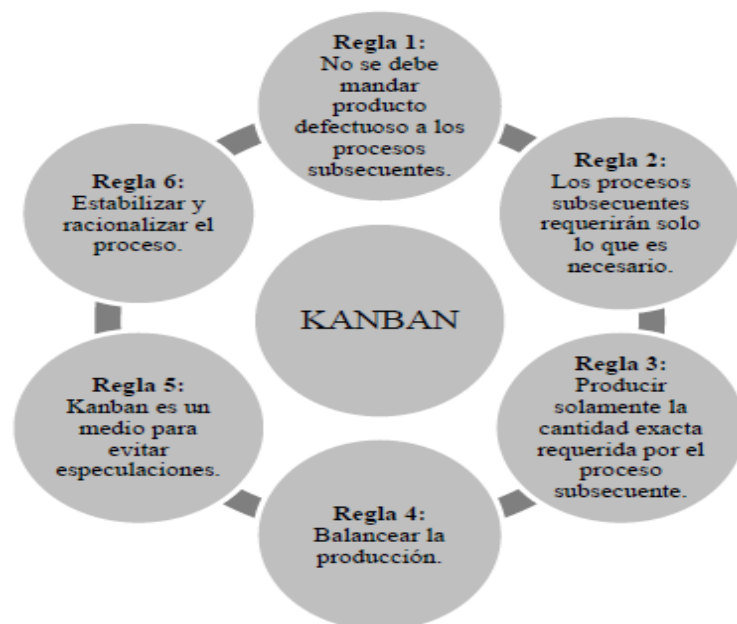 Regla 1:
No se debe
mandar
producto
defectuoso a los
procesos
subsecuentes.
Regla 2:
Los procesos
subsecuentes
requerirán solo
lo que es
necesario.
Regla 3:
Producir
solamente la
cantidad exacta
requerida por el
proceso
subsecuente.
Regla 4:
Balancear la
producción.
Regla 5:
Kanban es un
medio para
evitar
especulaciones.
Regla 6:
Estabilizar y
racionalizar el
proceso.
KANBAN